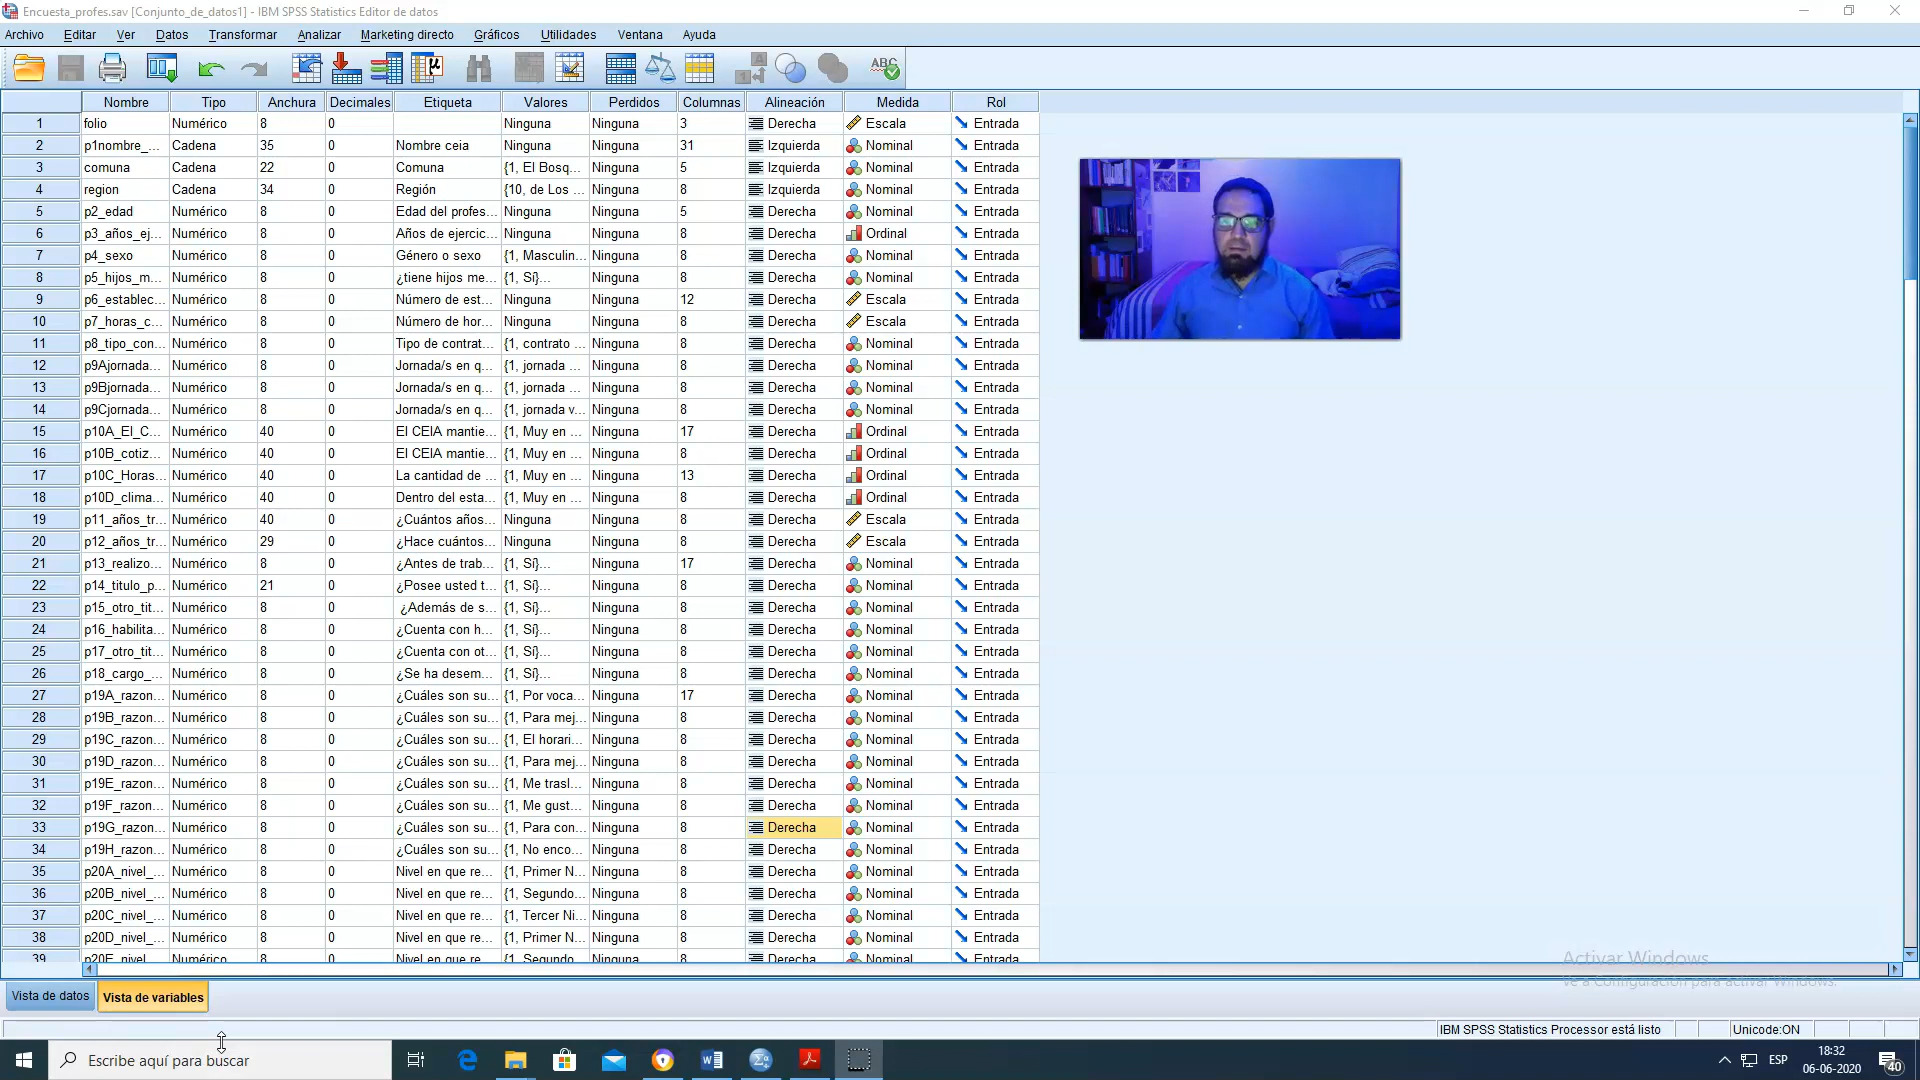 Encuesta_profes.sav [Conjunto_de_datos1] - IBM SPSS Statistics Editor de datos
Archivo Editar Ver Datos Transformar Analizar Marketing directo Gráficos Utilidades Ventana Ayuda
Nombre Tipo Anchura Decimales Etiqueta Valores Perdidos Columnas Alineación Medida Rol
1 folio Numérico 8 0 Ninguna Ninguna 3 Derecha Escala Entrada
2 p1nombre_... Cadena 35 0 Nombre ceia Ninguna Ninguna 31 Izquierda Nominal Entrada
3 comuna Cadena 22 0 Comuna {1, El Bosq... Ninguna 5 Izquierda Nominal Entrada
4 region Cadena 34 0 Región {10, de Los ... Ninguna 8 Izquierda Nominal Entrada
5 p2_edad Numérico 8 0 Edad del profes... Ninguna Ninguna 5 Derecha Nominal Entrada
6 p3_años_ej... Numérico 8 0 Años de ejercic... Ninguna Ninguna 8 Derecha Ordinal Entrada
7 p4_sexo Numérico 8 0 Género o sexo {1, Masculin... Ninguna 8 Derecha Nominal Entrada
8 p5_hijos_m... Numérico 8 0 ¿tiene hijos me... {1, Sí}... Ninguna 8 Derecha Nominal Entrada
9 p6_establec... Numérico 8 0 Número de est... Ninguna Ninguna 12 Derecha Escala Entrada
10 p7_horas_c... Numérico 8 0 Número de hor... Ninguna Ninguna 8 Derecha Escala Entrada
11 p8_tipo_con... Numérico 8 0 Tipo de contrat... {1, contrato ... Ninguna 8 Derecha Nominal Entrada
12 p9Ajornada... Numérico 8 0 Jornada/s en q... {1, jornada ... Ninguna 8 Derecha Nominal Entrada
13 p9Bjornada... Numérico 8 0 Jornada/s en q... {1, jornada ... Ninguna 8 Derecha Nominal Entrada
14 p9Cjornada... Numérico 8 0 Jornada/s en q... {1, jornada v... Ninguna 8 Derecha Nominal Entrada
15 p10A_El_C... Numérico 40 0 El CEIA mantie... {1, Muy en ... Ninguna 17 Derecha Ordinal Entrada
16 p10B_cotiz... Numérico 40 0 El CEIA mantie... {1, Muy en ... Ninguna 8 Derecha Ordinal Entrada
17 p10C_Horas... Numérico 40 0 La cantidad de ... {1, Muy en ... Ninguna 13 Derecha Ordinal Entrada
18 p10D_clima... Numérico 40 0 Dentro del esta... {1, Muy en ... Ninguna 8 Derecha Ordinal Entrada
19 p11_años_tr... Numérico 40 0 ¿Cuántos años... Ninguna Ninguna 8 Derecha Escala Entrada
20 p12_años_tr... Numérico 29 0 ¿Hace cuántos... Ninguna Ninguna 8 Derecha Escala Entrada
21 p13_realizo... Numérico 8 0 ¿Antes de trab... {1, Sí}... Ninguna 17 Derecha Nominal Entrada
22 p14_titulo_p... Numérico 21 0 ¿Posee usted t... {1, Sí}... Ninguna 8 Derecha Nominal Entrada
23 p15_otro_tit... Numérico 8 0 ¿Además de s... {1, Sí}... Ninguna 8 Derecha Nominal Entrada
24 p16_habilita... Numérico 8 0 ¿Cuenta con h... {1, Sí}... Ninguna 8 Derecha Nominal Entrada
25 p17_otro_tit... Numérico 8 0 ¿Cuenta con ot... {1, Sí}... Ninguna 8 Derecha Nominal Entrada
26 p18_cargo_... Numérico 8 0 ¿Se ha desem... {1, Sí}... Ninguna 8 Derecha Nominal Entrada
27 p19A_razon... Numérico 8 0 ¿Cuáles son su... {1, Por voca... Ninguna 17 Derecha Nominal Entrada
28 p19B_razon... Numérico 8 0 ¿Cuáles son su... {1, Para mej... Ninguna 8 Derecha Nominal Entrada
29 p19C_razon... Numérico 8 0 ¿Cuáles son su... {1, El horari... Ninguna 8 Derecha Nominal Entrada
30 p19D_razon... Numérico 8 0 ¿Cuáles son su... {1, Para mej... Ninguna 8 Derecha Nominal Entrada
31 p19E_razon... Numérico 8 0 ¿Cuáles son su... {1, Me trasl... Ninguna 8 Derecha Nominal Entrada
32 p19F_razon... Numérico 8 0 ¿Cuáles son su... {1, Me gust... Ninguna 8 Derecha Nominal Entrada
33 p19G_razon... Numérico 8 0 ¿Cuáles son su... {1, Para con... Ninguna 8 Derecha Nominal Entrada
34 p19H_razon... Numérico 8 0 ¿Cuáles son su... {1, No enco... Ninguna 8 Derecha Nominal Entrada
35 p20A_nivel_... Numérico 8 0 Nivel en que re... {1, Primer N... Ninguna 8 Derecha Nominal Entrada
36 p20B_nivel_... Numérico 8 0 Nivel en que re... {1, Segundo... Ninguna 8 Derecha Nominal Entrada
37 p20C_nivel_... Numérico 8 0 Nivel en que re... {1, Tercer Ni... Ninguna 8 Derecha Nominal Entrada
38 p20D_nivel_... Numérico 8 0 Nivel en que re... {1, Primer N... Ninguna 8 Derecha Nominal Entrada
39 p20E_nivel_... Numérico 8 0 Nivel en que re... {1, Segundo... Ninguna 8 Derecha Nominal Entrada
Activar Windows
Ve a Configuración para activar Windows.
Vista de datos Vista de variables
IBM SPSS Statistics Processor está listo Unicode:ON
Escribe aquí para buscar
ESP
18:32
06-06-2020
40